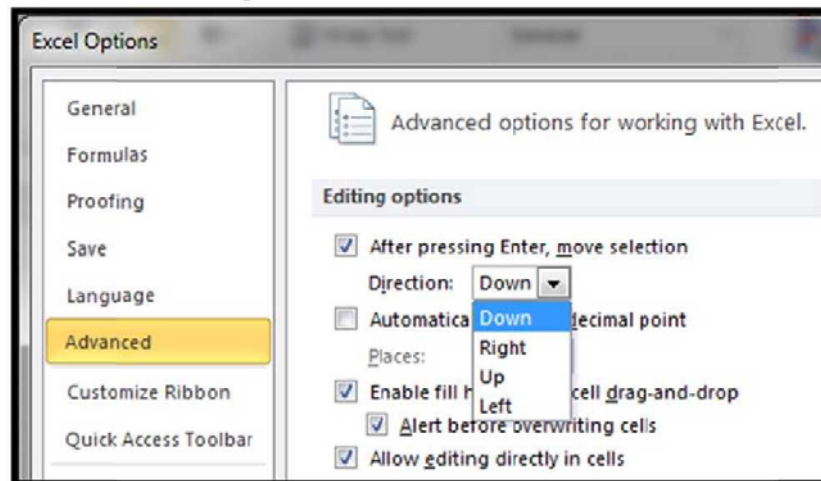 Excel Options
General
Formulas
Proofing
Save
Language
Advanced
Customize Ribbon
Quick Access Toolbar
Advanced options for working with Excel.
Editing options
After pressing Enter, move selection
Direction: Down
Automatica decimal point
Places:
Enable fill h cell drag-and-drop
Alert before overwriting cells
Allow editing directly in cells
Down
Right
Up
Left